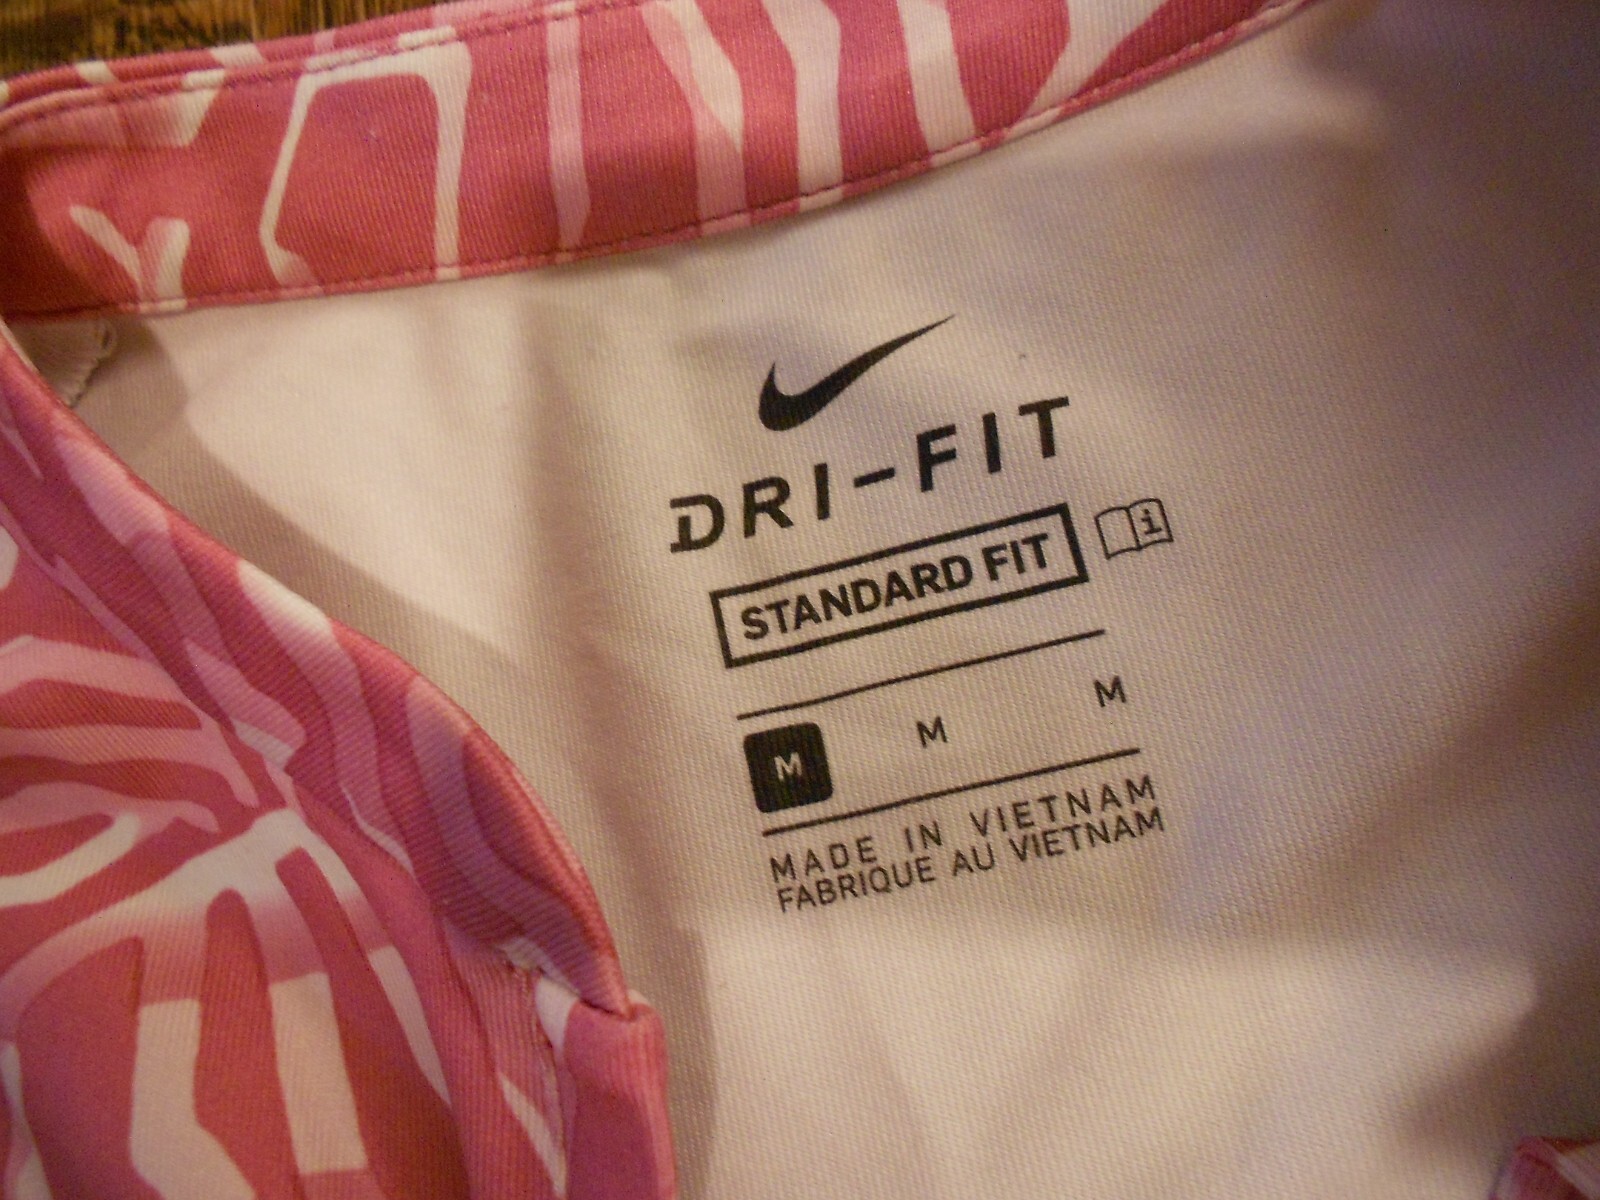 DRI-FIT
STANDARD FIT i
M M M
MADE IN VIETNAM
FABRIQUE AU VIETNAM